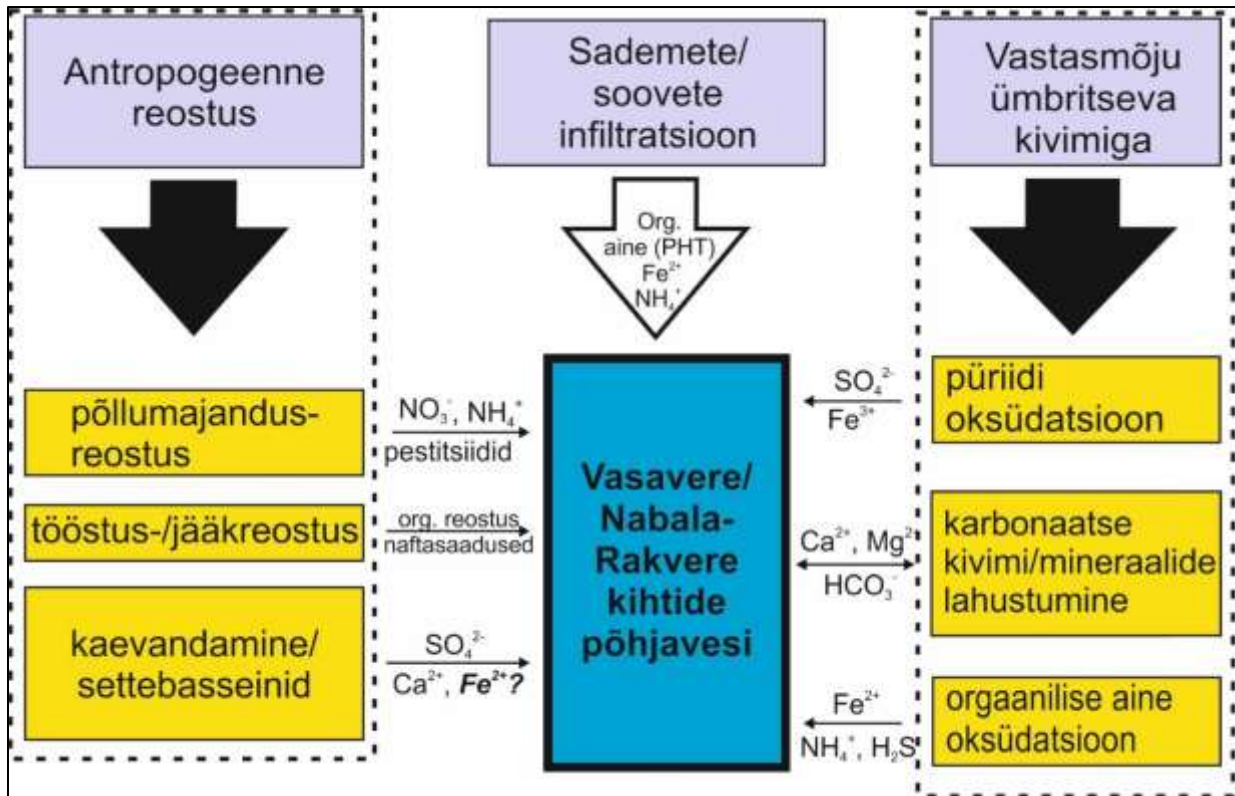 Antropogeenne
reostus
Sademete/
soovete
infiltratsioon
Vastasmõju
ümbritseva
kivimiga
Org.
aine (PHT)
Fe²⁺
NH₄⁺
põllumajandus-
reostus
NO₃⁻, NH₄⁺
pestitsiidid
tööstus-/jääkreostus
org. reostus
naftasaadused
kaevandamine/
settebasseinid
SO₄²⁻
Ca²⁺, Fe²⁺?
Vasavere/
Nabala-
Rakvere
kihtide
põhjavesi
SO₄²⁻
Fe³⁺
püriidi
oksüdatsioon
Ca²⁺, Mg²⁺
HCO₃⁻
karbonaatse
kivimi/mineraalide
lahustumine
Fe²⁺
NH₄⁺, H₂S
orgaanilise aine
oksüdatsioon